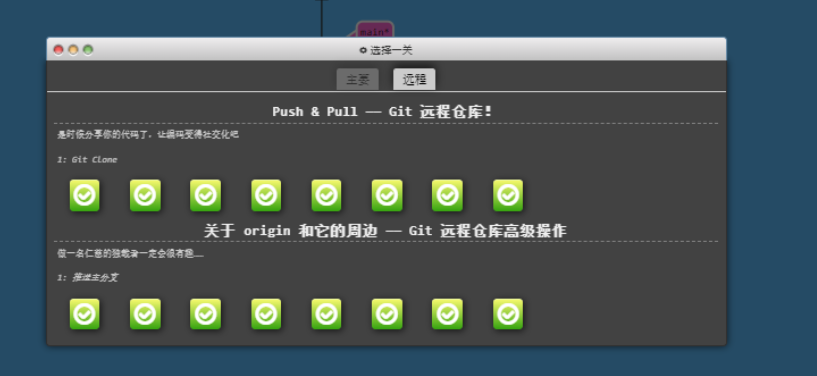 main*
选择一关
主要
远程
Push & Pull —— Git 远程仓库！
是时候分享你的代码了，让编码变得社交化吧
1: Git Clone
关于 origin 和它的周边 —— Git 远程仓库高级操作
做一名仁慈的独裁者一定会很有趣……
1: 推送主分支